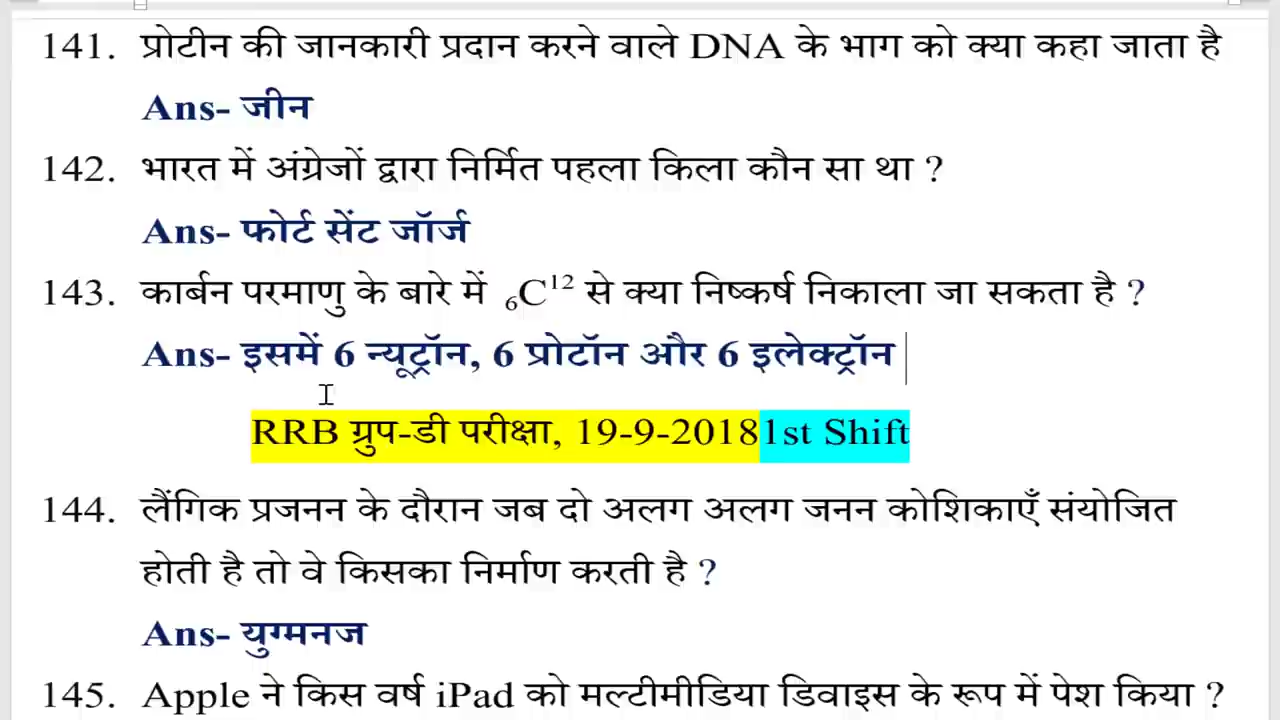 141. प्रोटीन की जानकारी प्रदान करने वाले DNA के भाग को क्या कहा जाता है
Ans- जीन
142. भारत में अंग्रेजों द्वारा निर्मित पहला किला कौन सा था ?
Ans- फोर्ट सेंट जॉर्ज
143. कार्बन परमाणु के बारे में ₆C¹² से क्या निष्कर्ष निकाला जा सकता है ?
Ans- इसमें 6 न्यूट्रॉन, 6 प्रोटॉन और 6 इलेक्ट्रॉन
RRB ग्रुप-डी परीक्षा, 19-9-2018 1st Shift
144. लैंगिक प्रजनन के दौरान जब दो अलग अलग जनन कोशिकाएँ संयोजित
होती है तो वे किसका निर्माण करती है ?
Ans- युग्मनज
145. Apple ने किस वर्ष iPad को मल्टीमीडिया डिवाइस के रूप में पेश किया ?